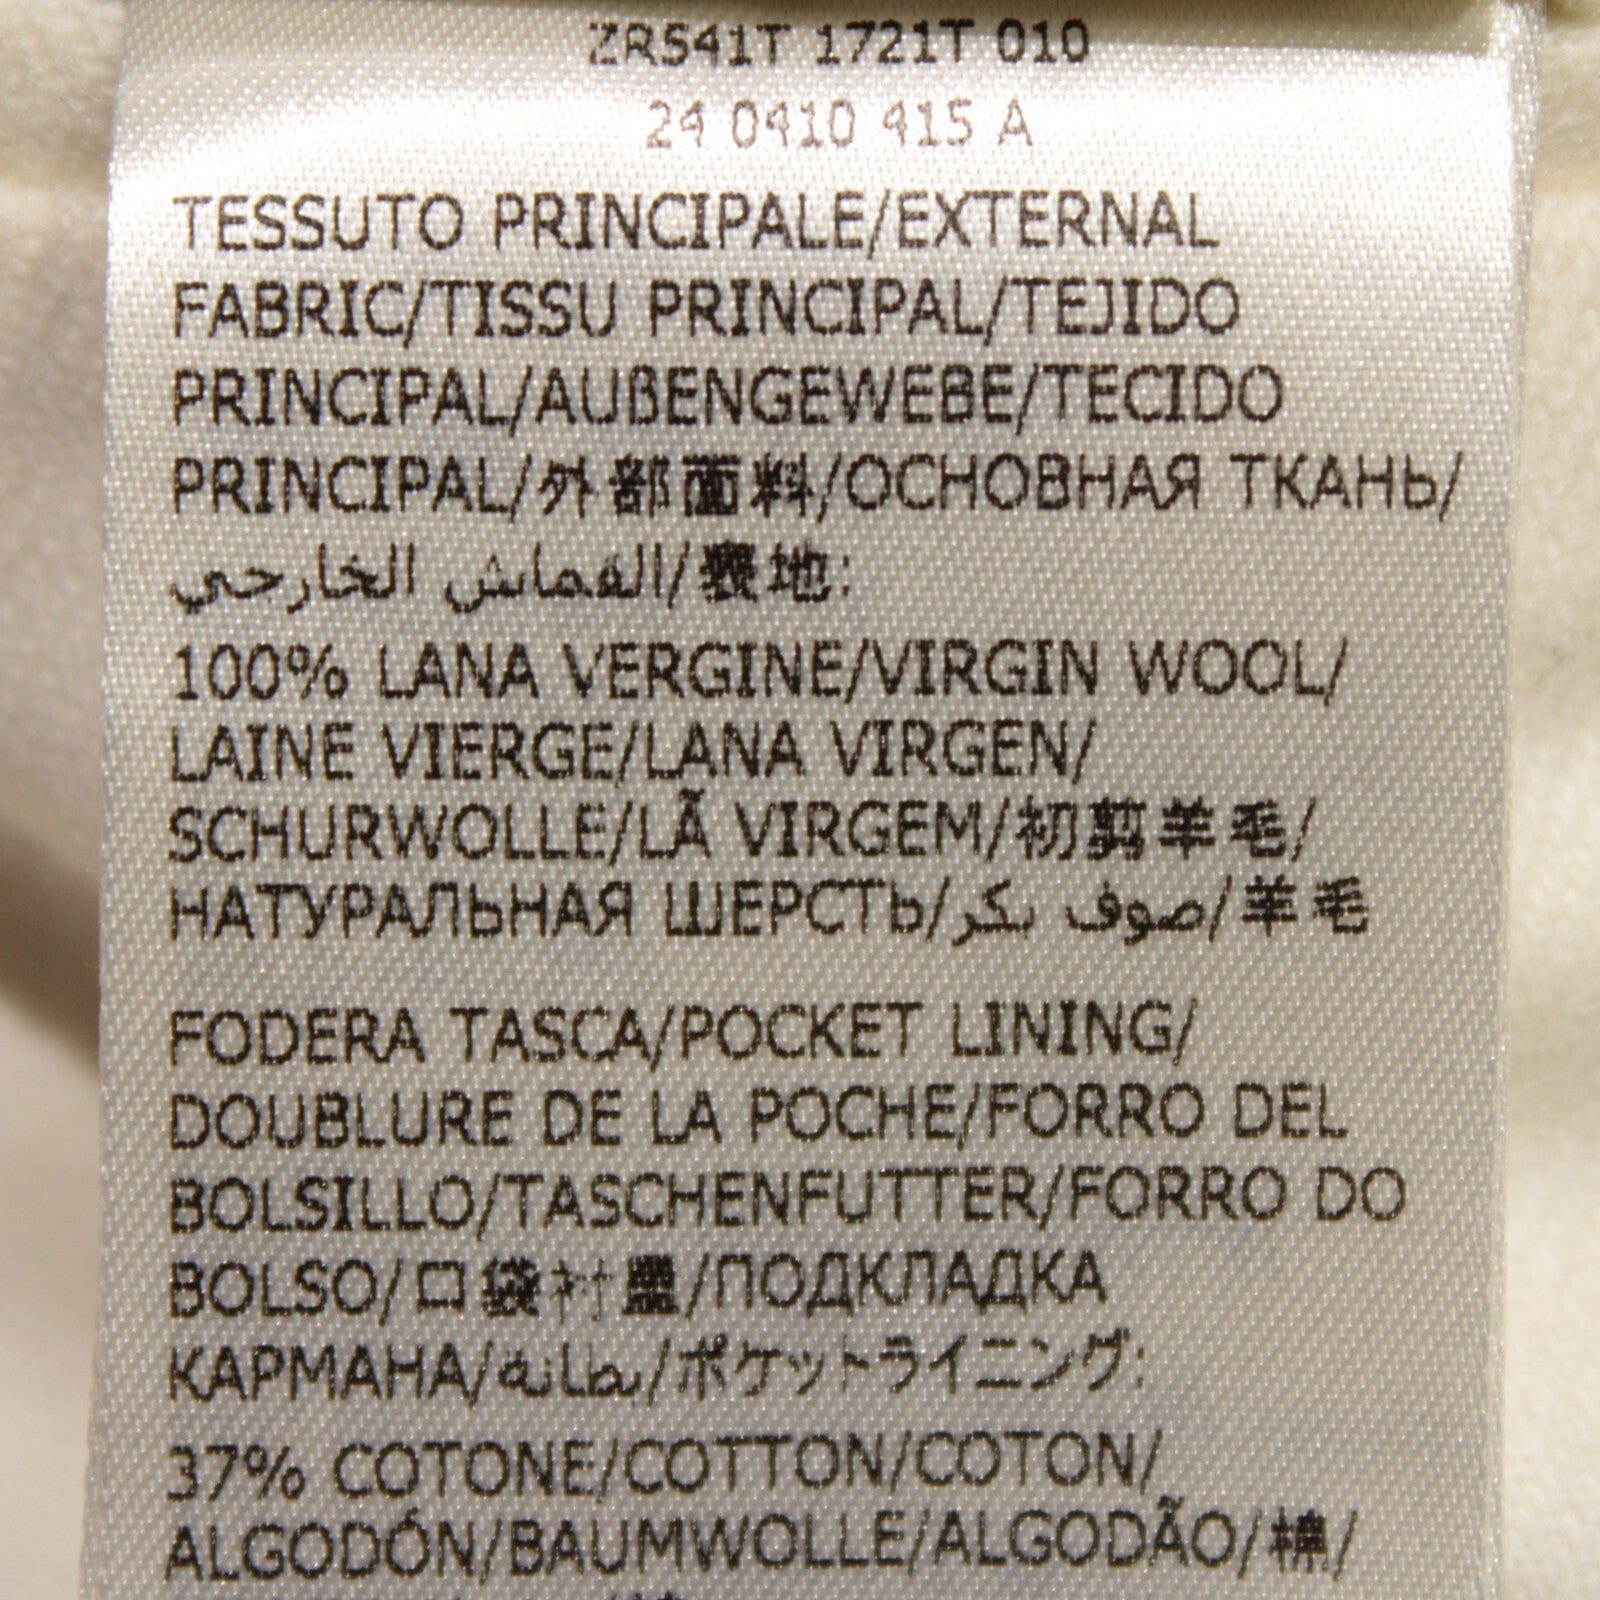 ZR541T 1721T 010
24 0410 415 A
TESSUTO PRINCIPALE/EXTERNAL
FABRIC/TISSU PRINCIPAL/TEJIDO
PRINCIPAL/AUßENGEWEBE/TECIDO
PRINCIPAL/外部面料/ОСНОВНАЯ ТКАНЬ/
القماش الخارجي/表地:
100% LANA VERGINE/VIRGIN WOOL/
LAINE VIERGE/LANA VIRGEN/
SCHURWOLLE/LÃ VIRGEM/初剪羊毛/
НАТУРАЛЬНАЯ ШЕРСТЬ/صوف بكر/羊毛
FODERA TASCA/POCKET LINING/
DOUBLURE DE LA POCHE/FORRO DEL
BOLSILLO/TASCHENFUTTER/FORRO DO
BOLSO/口袋衬里/ПОДКЛАДКА
КАРМАНА/بطانة/ポケットライニング:
37% COTONE/COTTON/COTON/
ALGODÓN/BAUMWOLLE/ALGODÃO/棉/